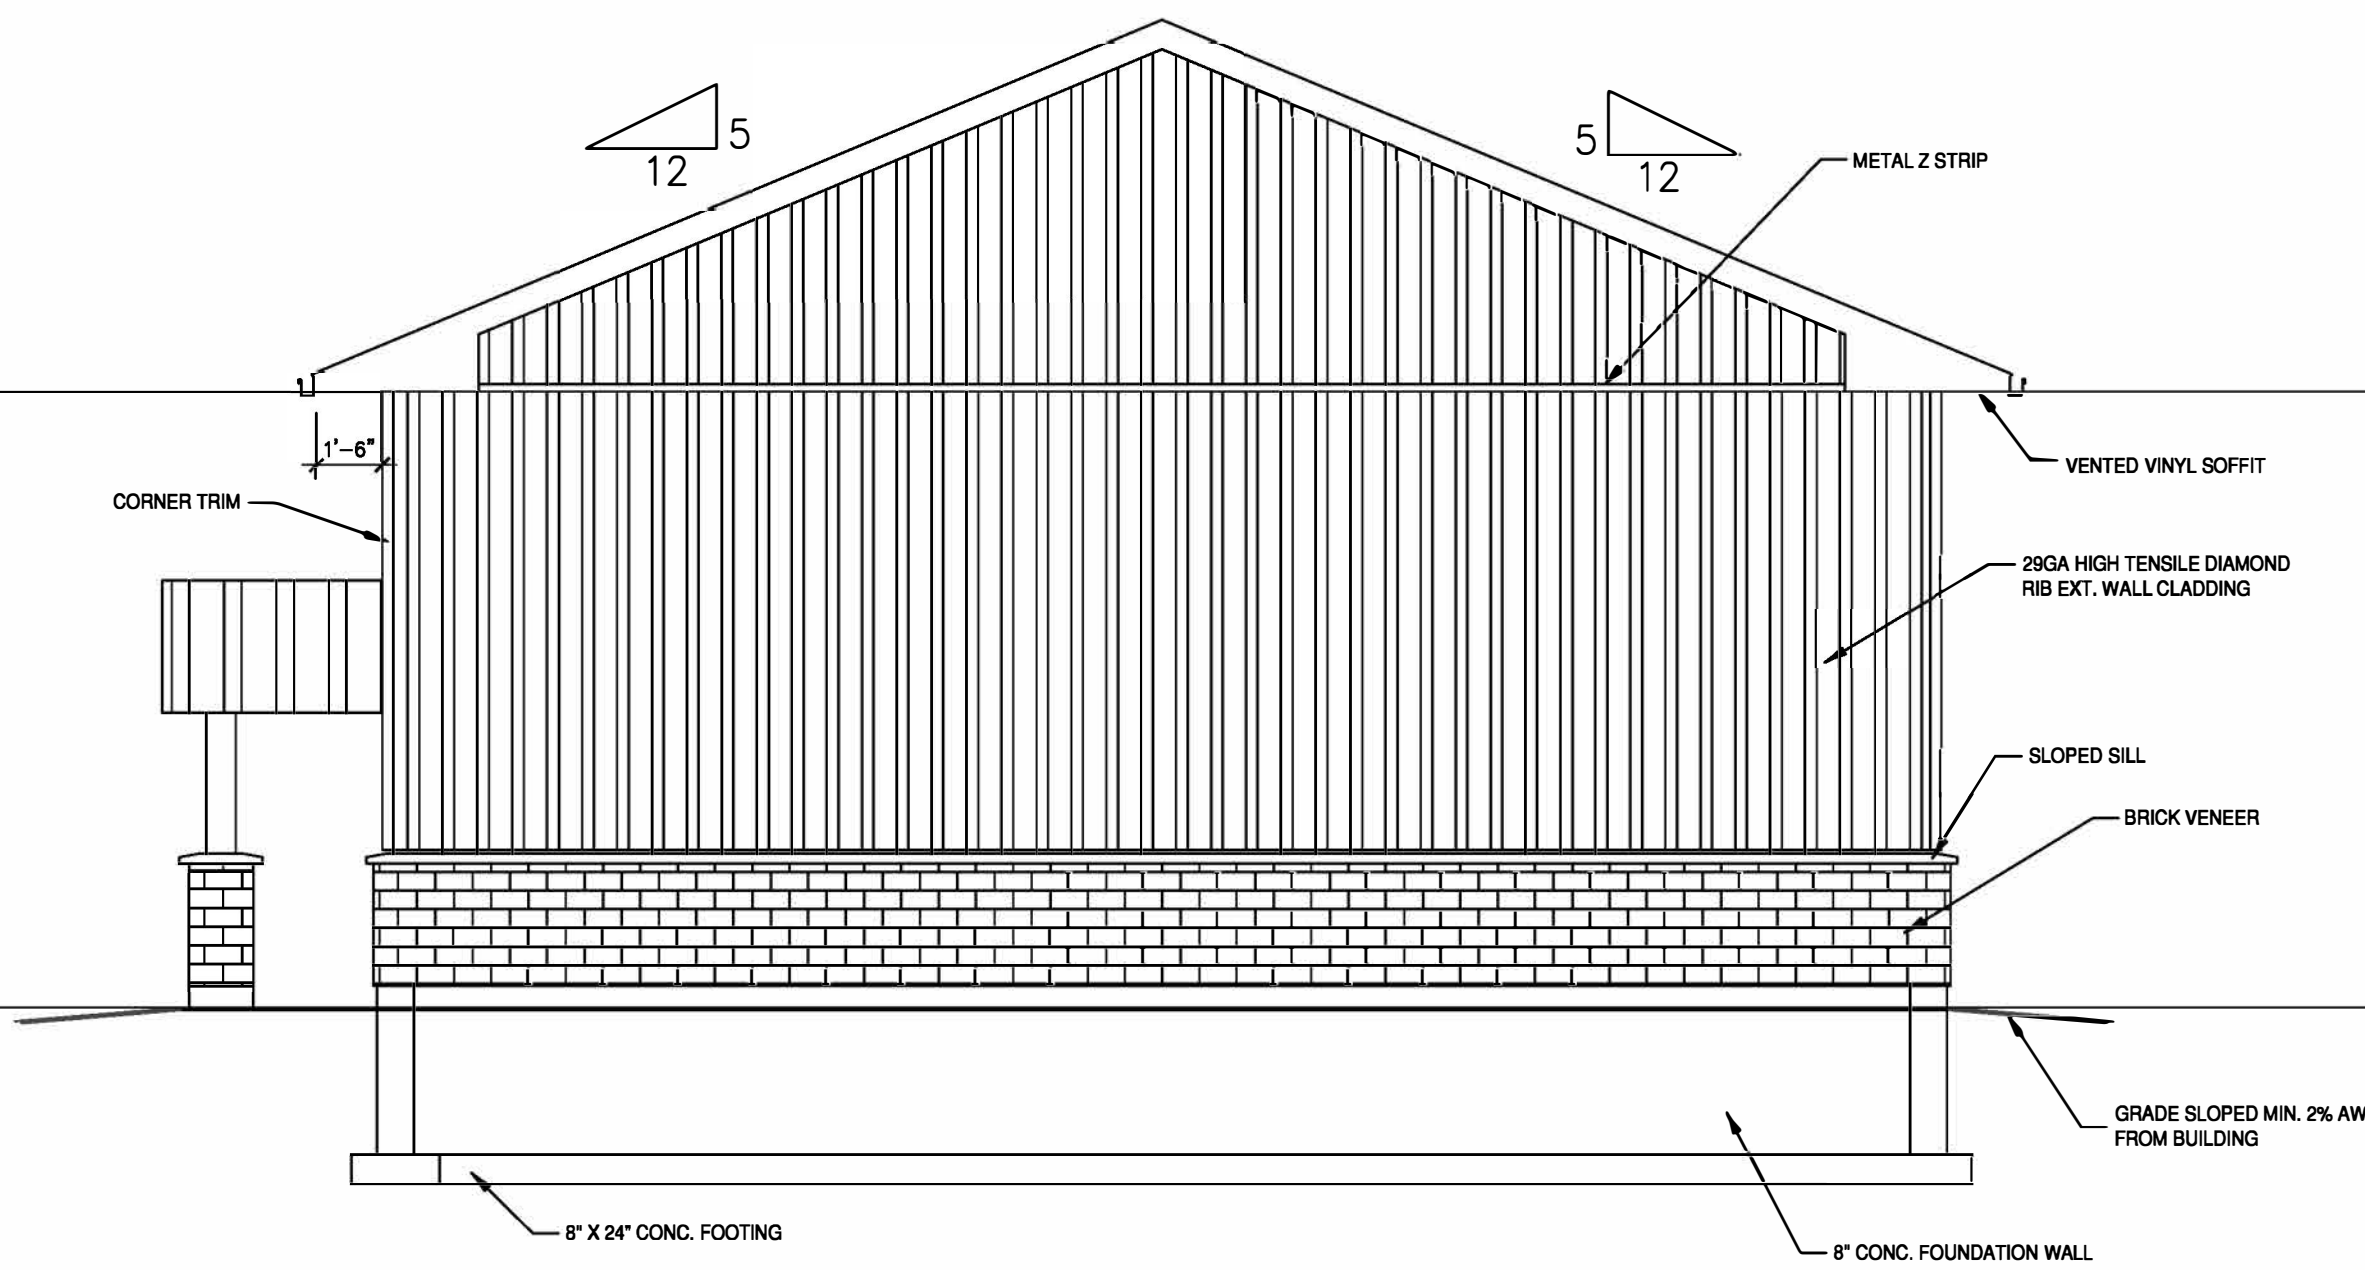 5
12
5
12
METAL Z STRIP
1'-6"
VENTED VINYL SOFFIT
CORNER TRIM
29GA HIGH TENSILE DIAMOND
RIB EXT. WALL CLADDING
SLOPED SILL
BRICK VENEER
GRADE SLOPED MIN. 2% AW
FROM BUILDING
8" X 24" CONC. FOOTING
8" CONC. FOUNDATION WALL